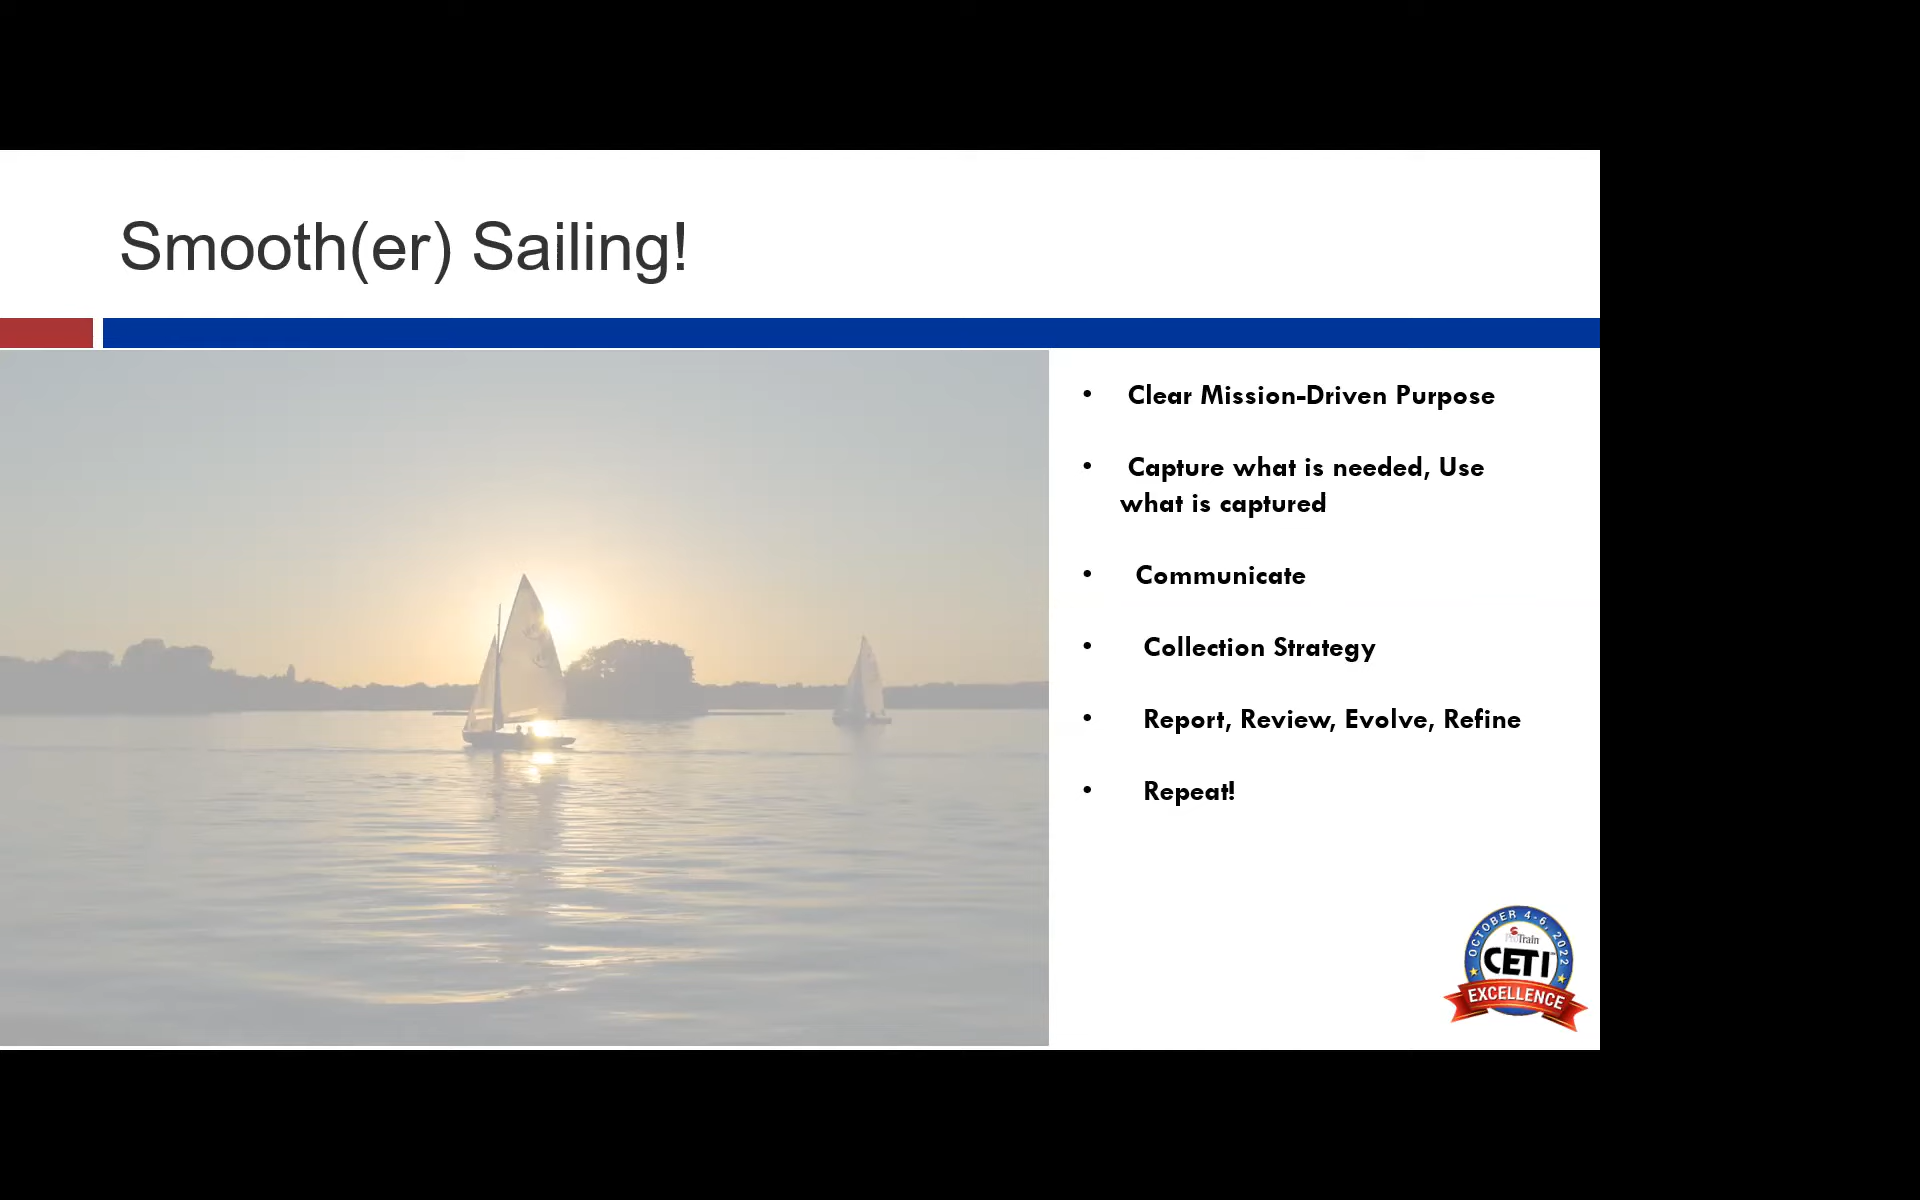 Smooth(er) Sailing!
• Clear Mission-Driven Purpose
• Capture what is needed, Use
what is captured
• Communicate
• Collection Strategy
• Report, Review, Evolve, Refine
• Repeat!
OCTOBER 4-6, 2022
ProTrain
CETI
EXCELLENCE